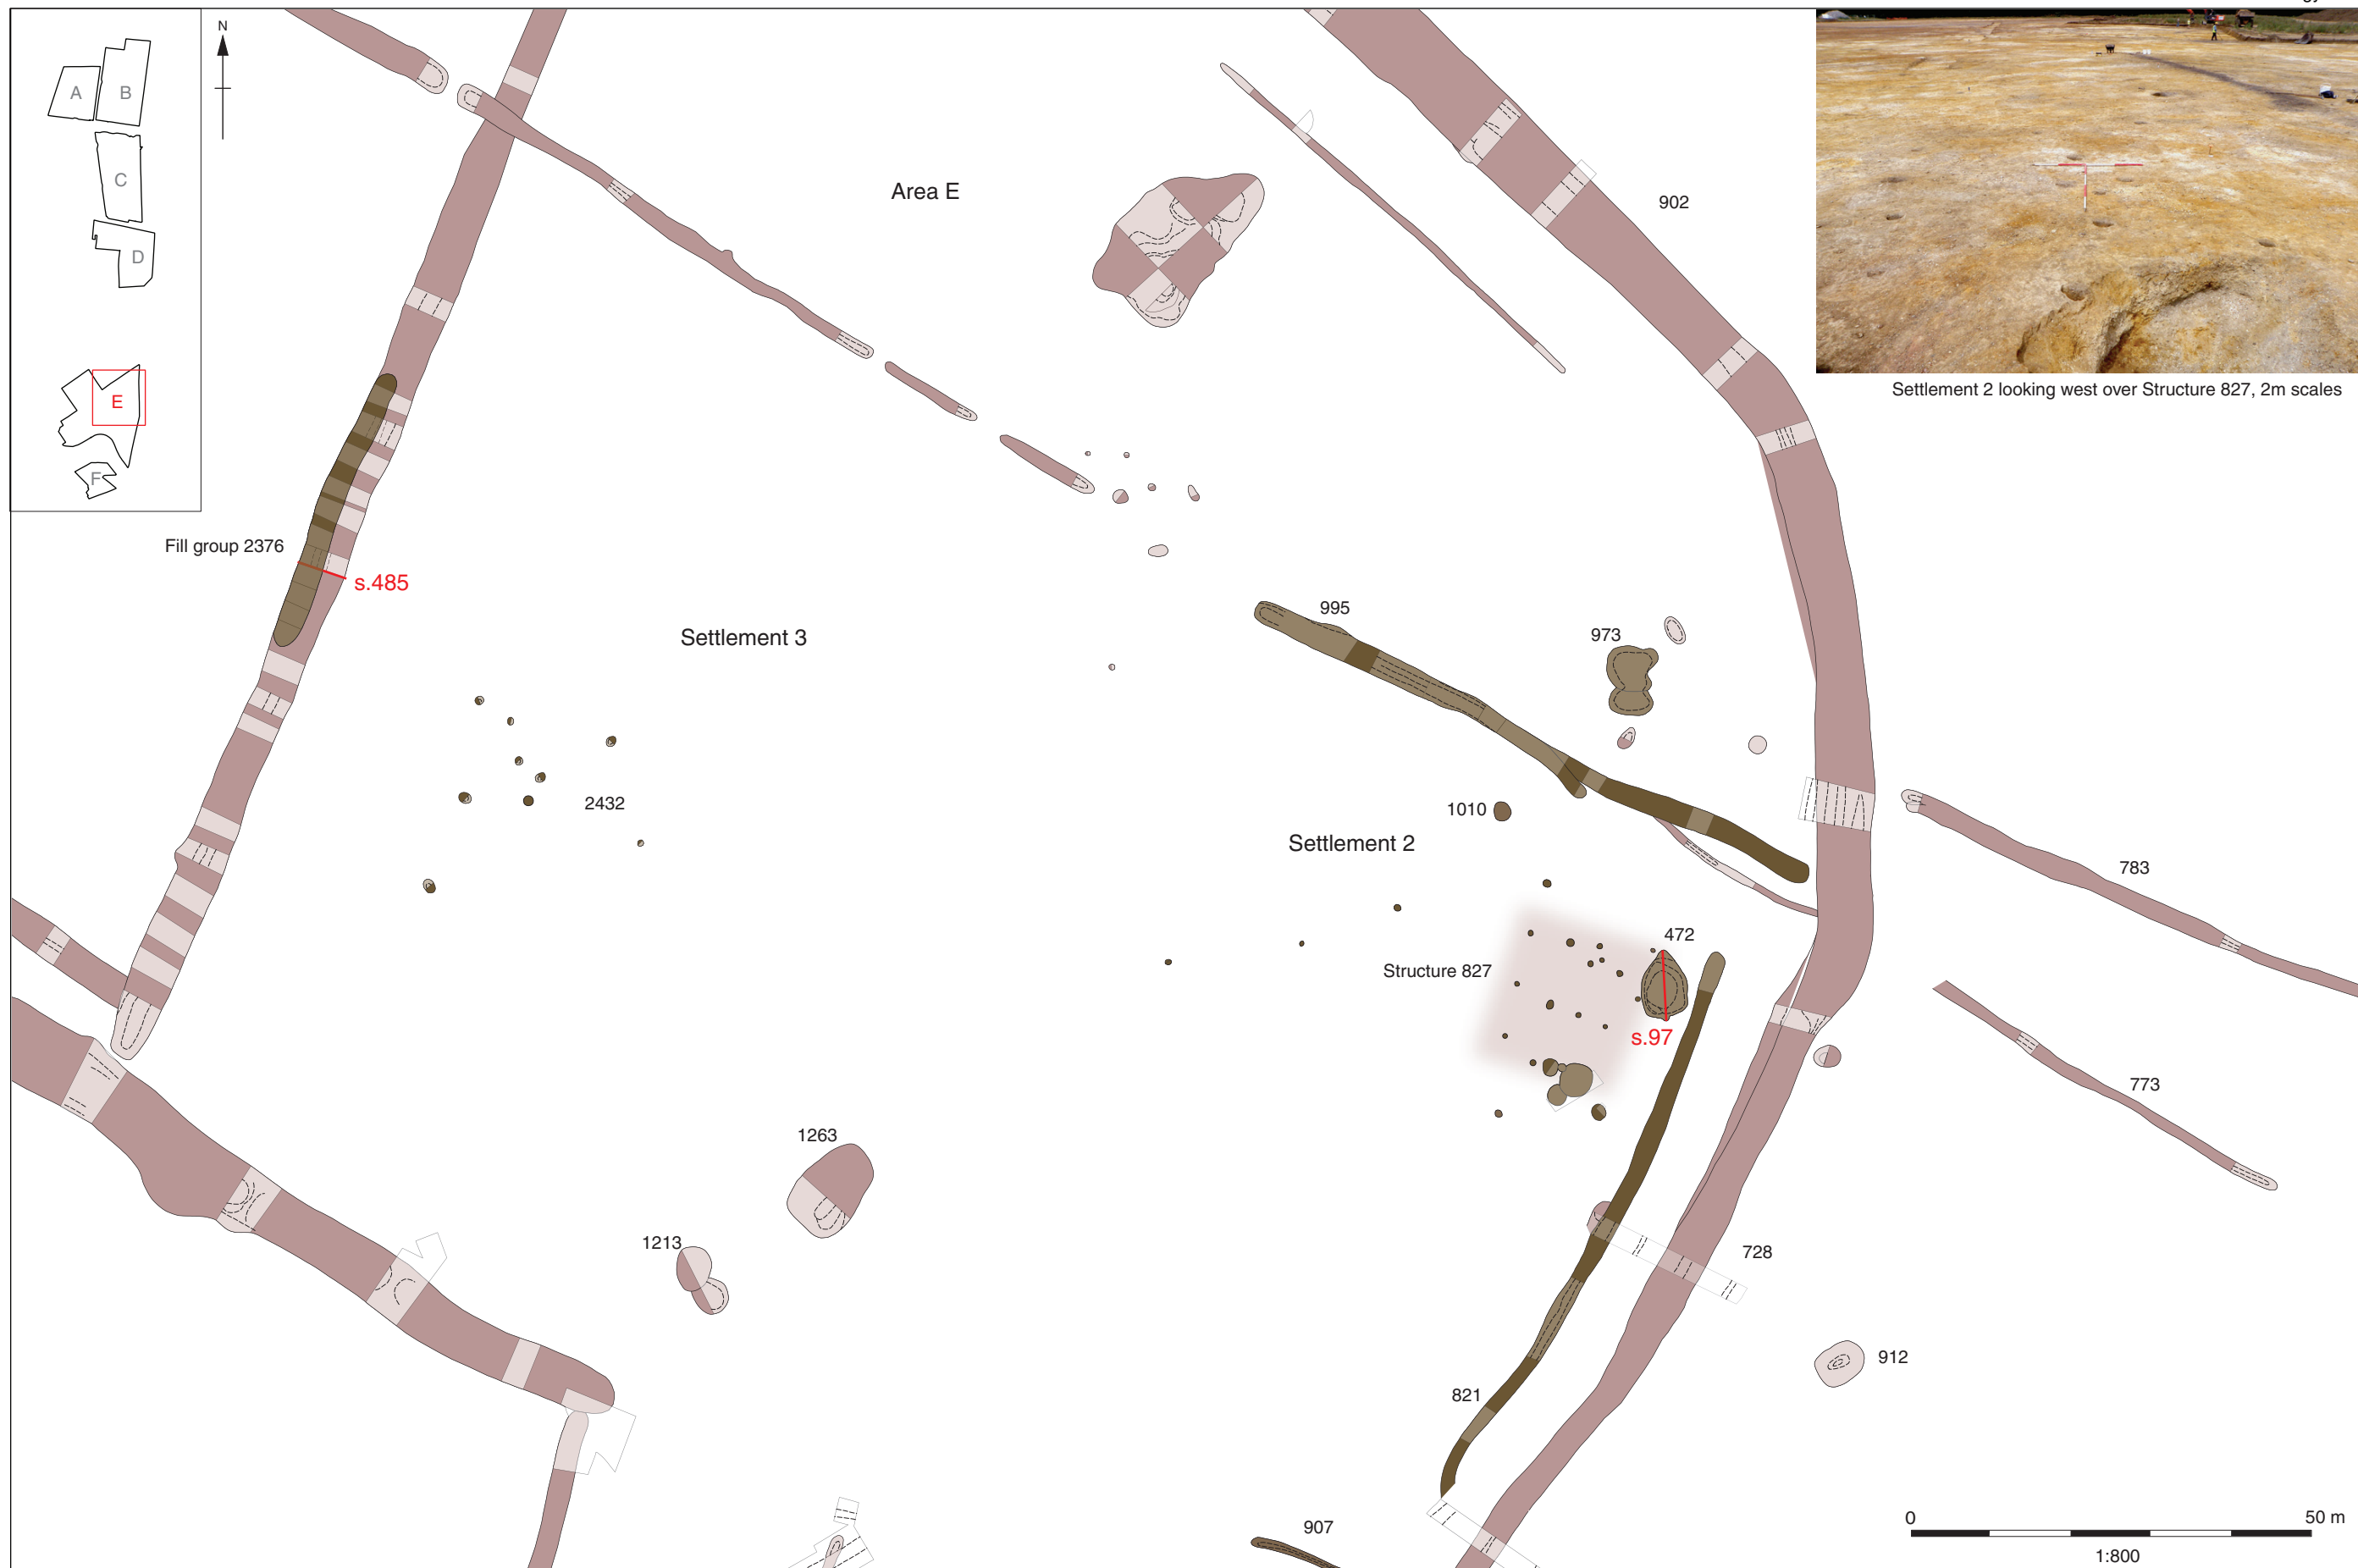 N
A
B
C
D
E
F
Area E
902
Settlement 2 looking west over Structure 827, 2m scales
Fill group 2376
s.485
Settlement 3
995
973
2432
1010
Settlement 2
783
472
Structure 827
s.97
773
1263
1213
728
912
821
907
0
50 m
1:800